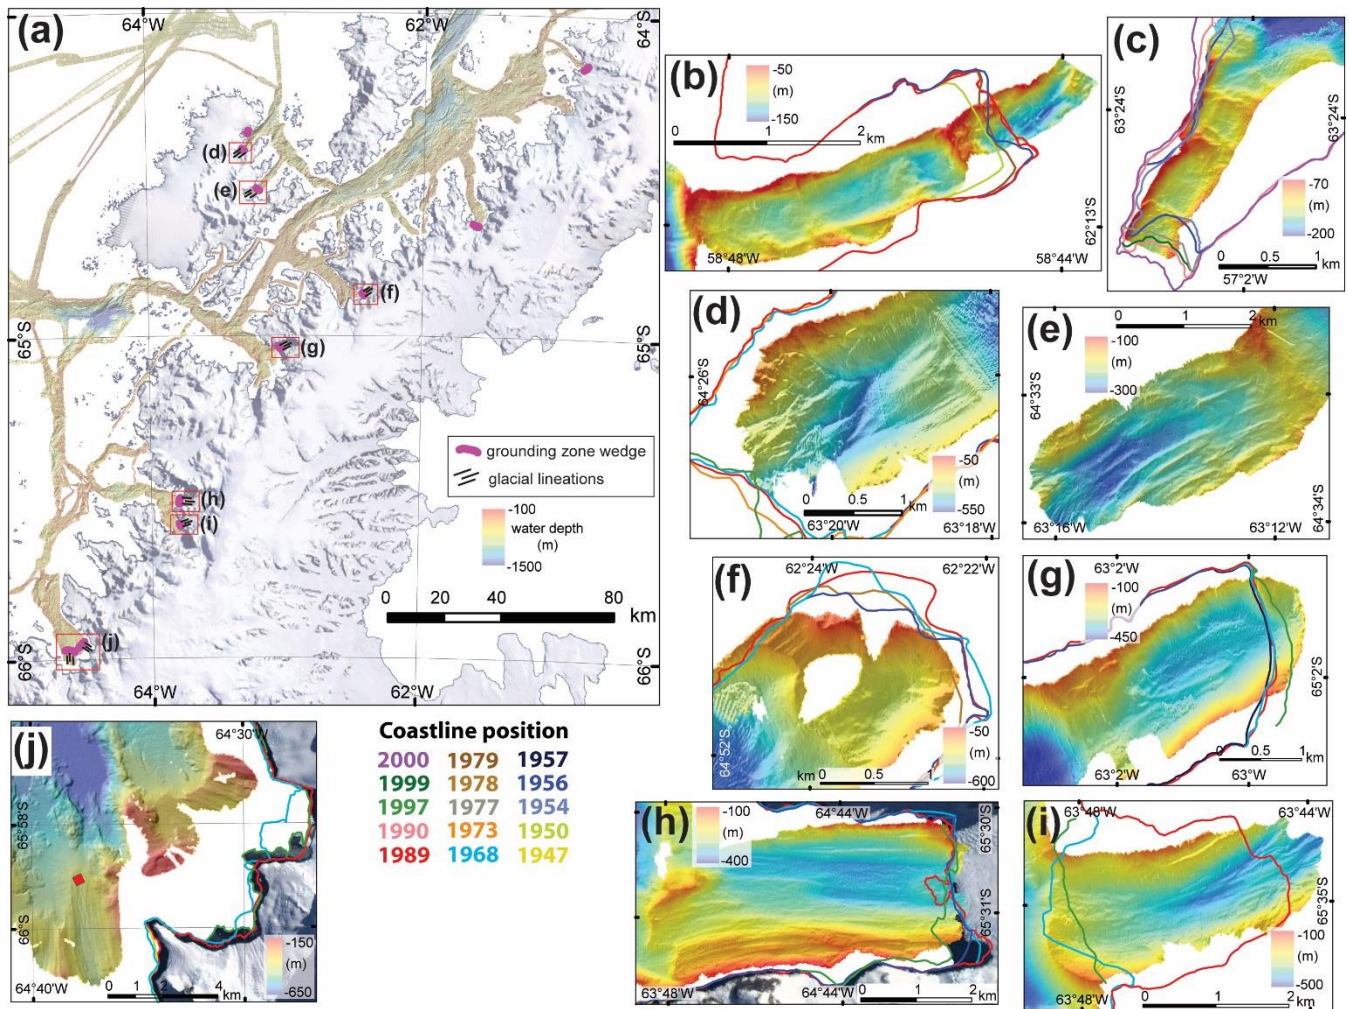 (a)
64°W
62°W
64°S
(d)
(e)
(f)
(g)
65°S
65°S
grounding zone wedge
glacial lineations
-100
water depth
(m)
-1500
(h)
(i)
0 20 40 60 80
km
(j)
66°S
66°S
64°W
62°W
(b)
-50
(m)
-150
0 1 2
km
62°13'S
58°48'W
58°44'W
(c)
63°24'S
63°24'S
-70
(m)
-200
0 0.5 1
km
57°2'W
(d)
64°26'S
-50
(m)
-550
0 0.5 1
km
63°20'W
63°18'W
(e)
0 1 2
km
-100
(m)
-300
64°33'S
64°34'S
63°16'W
63°12'W
(f)
62°24'W
62°22'W
64°52'S
-50
(m)
-600
km
0 0.5 1
(g)
63°2'W
-100
(m)
-450
65°2'S
0 0.5 1
km
63°2'W
63°W
(j)
64°30'W
65°58'S
66°S
-150
(m)
-650
64°40'W
0 1 2 4
km
Coastline position
2000 1979 1957
1999 1978 1956
1997 1977 1954
1990 1973 1950
1989 1968 1947
(h)
-100
(m)
-400
64°44'W
65°30'S
65°31'S
63°48'W
64°44'W
0 1 2
km
(i)
63°48'W
63°44'W
65°35'S
-100
(m)
-500
63°48'W
0 1 2
km